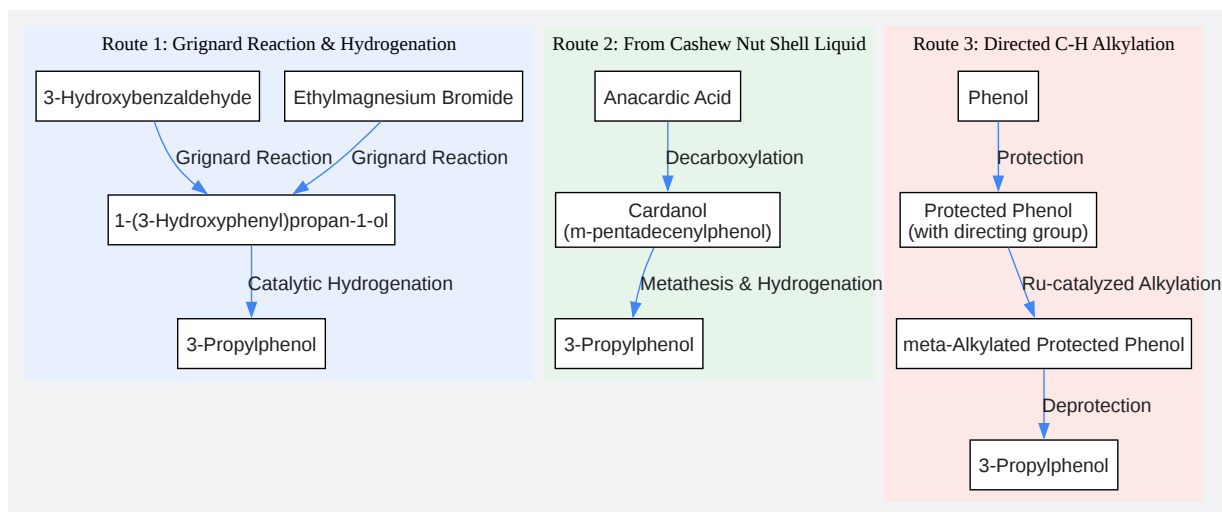 Route 1: Grignard Reaction & Hydrogenation
3-Hydroxybenzaldehyde
Ethylmagnesium Bromide
Grignard Reaction
Grignard Reaction
1-(3-Hydroxyphenyl)propan-1-ol
Catalytic Hydrogenation
3-Propylphenol
Route 2: From Cashew Nut Shell Liquid
Anacardic Acid
Decarboxylation
Cardanol
(m-pentadecenylphenol)
Metathesis & Hydrogenation
3-Propylphenol
Route 3: Directed C-H Alkylation
Phenol
Protection
Protected Phenol
(with directing group)
Ru-catalyzed Alkylation
meta-Alkylated Protected Phenol
Deprotection
3-Propylphenol